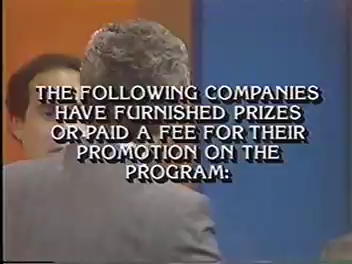 THE FOLLOWING COMPANIES
HAVE FURNISHED PRIZES
OR PAID A FEE FOR THEIR
PROMOTION ON THE
PROGRAM: